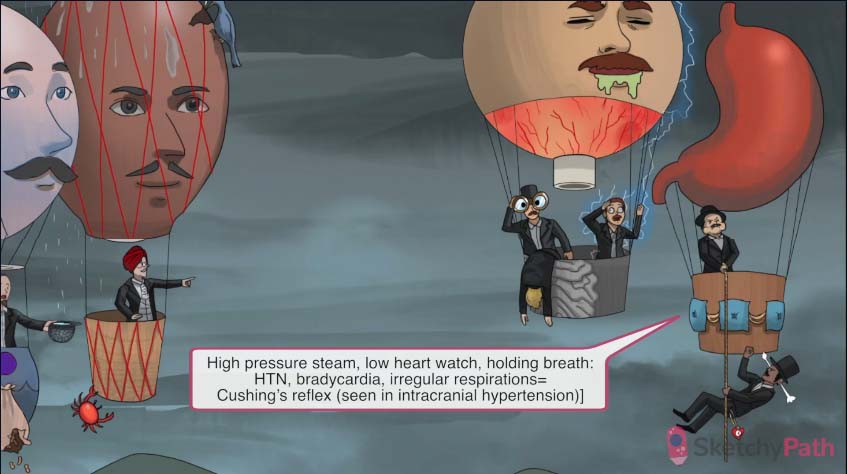 High pressure steam, low heart watch, holding breath:
HTN, bradycardia, irregular respirations=
Cushing's reflex (seen in intracranial hypertension)]
SketchyPath